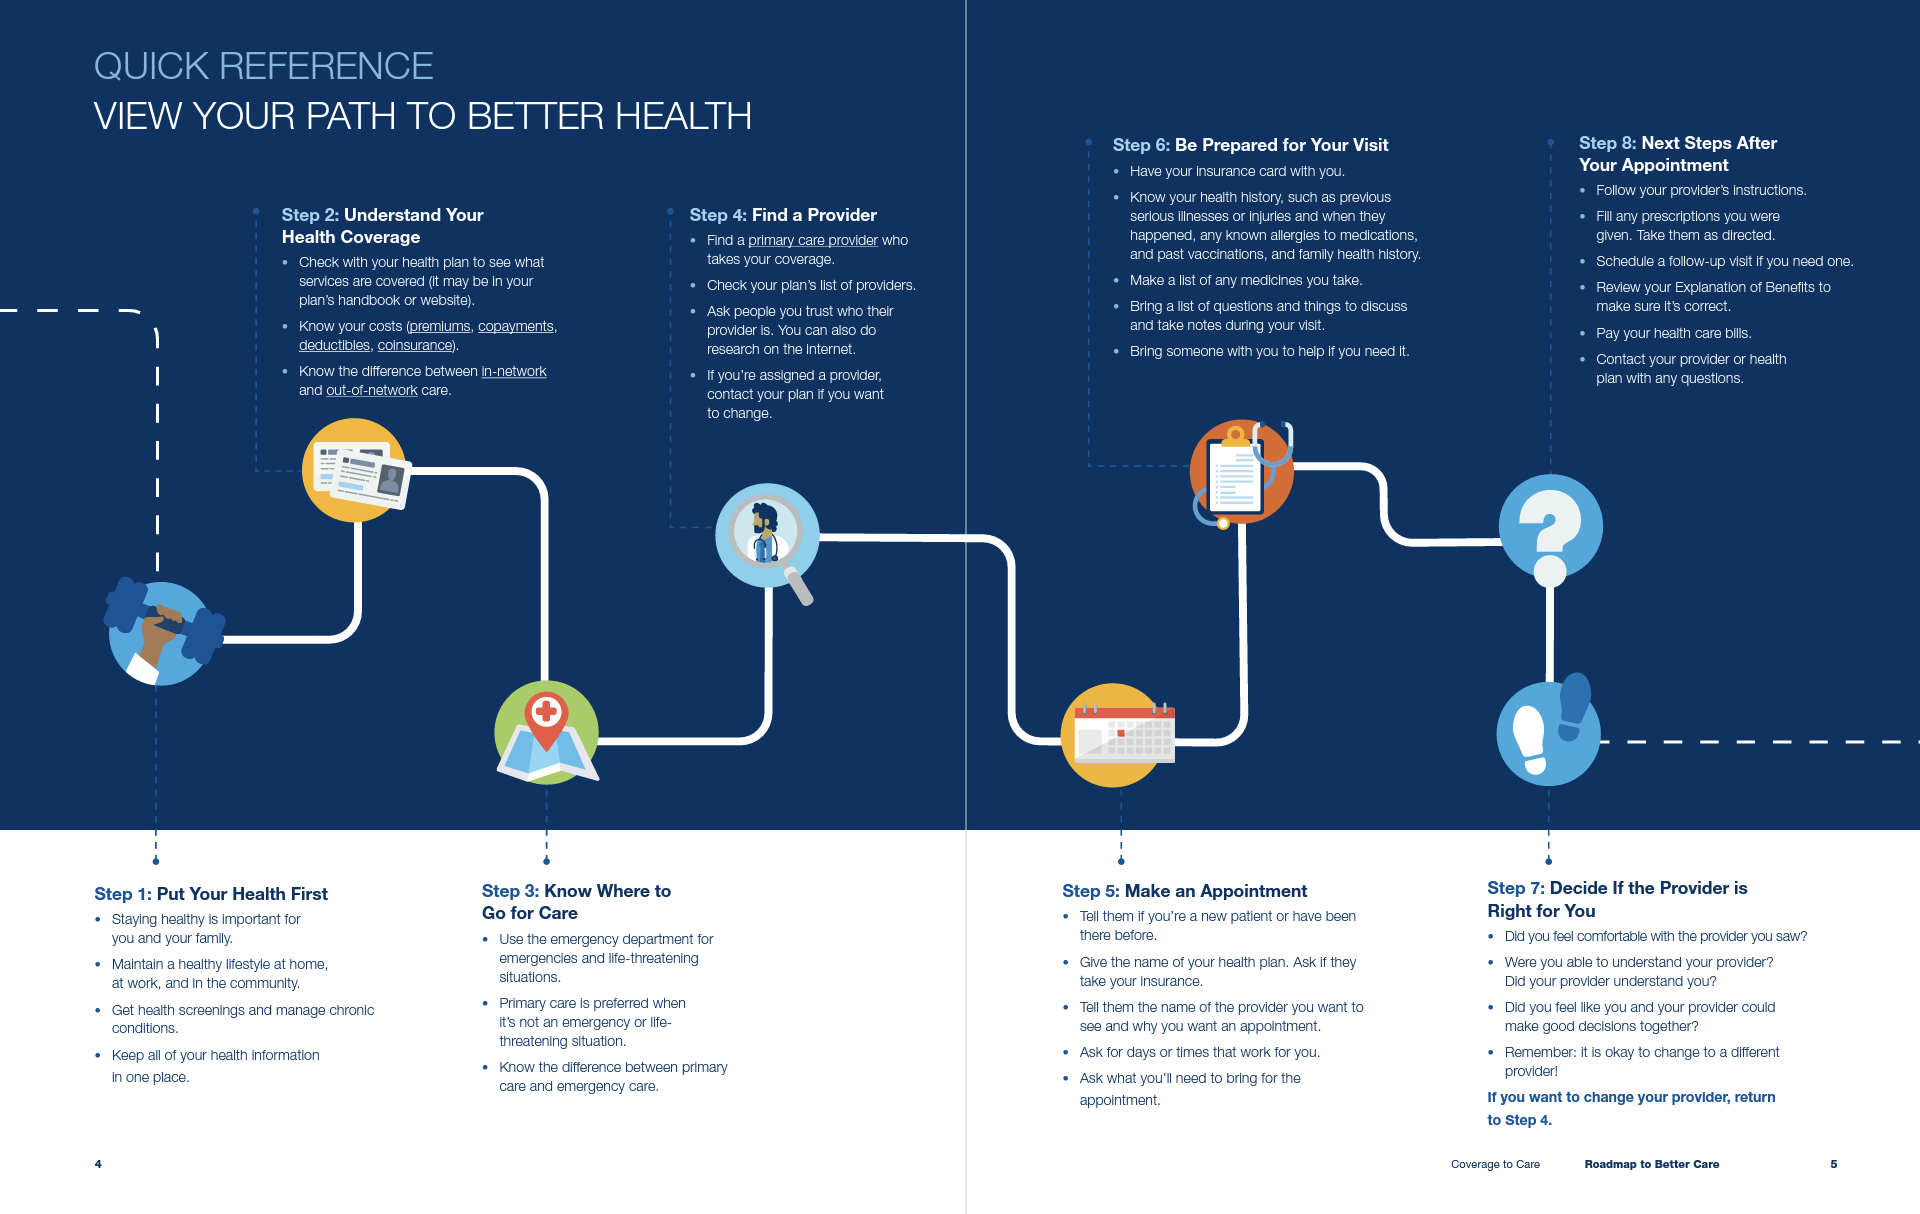 QUICK REFERENCE
VIEW YOUR PATH TO BETTER HEALTH
Step 1: Put Your Health First
• Staying healthy is important for
you and your family.
• Maintain a healthy lifestyle at home,
at work, and in the community.
• Get health screenings and manage chronic
conditions.
• Keep all of your health information
in one place.
Step 2: Understand Your
Health Coverage
• Check with your health plan to see what
services are covered (it may be in your
plan's handbook or website).
• Know your costs (premiums, copayments,
deductibles, coinsurance).
• Know the difference between in-network
and out-of-network care.
Step 3: Know Where to
Go for Care
• Use the emergency department for
emergencies and life-threatening
situations.
• Primary care is preferred when
it's not an emergency or life-
threatening situation.
• Know the difference between primary
care and emergency care.
Step 4: Find a Provider
• Find a primary care provider who
takes your coverage.
• Check your plan's list of providers.
• Ask people you trust who their
provider is. You can also do
research on the internet.
• If you're assigned a provider,
contact your plan if you want
to change.
Step 5: Make an Appointment
• Tell them if you're a new patient or have been
there before.
• Give the name of your health plan. Ask if they
take your insurance.
• Tell them the name of the provider you want to
see and why you want an appointment.
• Ask for days or times that work for you.
• Ask what you'll need to bring for the
appointment.
Step 6: Be Prepared for Your Visit
• Have your insurance card with you.
• Know your health history, such as previous
serious illnesses or injuries and when they
happened, any known allergies to medications,
and past vaccinations, and family health history.
• Make a list of any medicines you take.
• Bring a list of questions and things to discuss
and take notes during your visit.
• Bring someone with you to help if you need it.
Step 7: Decide If the Provider is
Right for You
• Did you feel comfortable with the provider you saw?
• Were you able to understand your provider?
Did your provider understand you?
• Did you feel like you and your provider could
make good decisions together?
• Remember: it is okay to change to a different
provider!
If you want to change your provider, return
to Step 4.
Step 8: Next Steps After
Your Appointment
• Follow your provider's instructions.
• Fill any prescriptions you were
given. Take them as directed.
• Schedule a follow-up visit if you need one.
• Review your Explanation of Benefits to
make sure it's correct.
• Pay your health care bills.
• Contact your provider or health
plan with any questions.
4
Coverage to Care Roadmap to Better Care 5